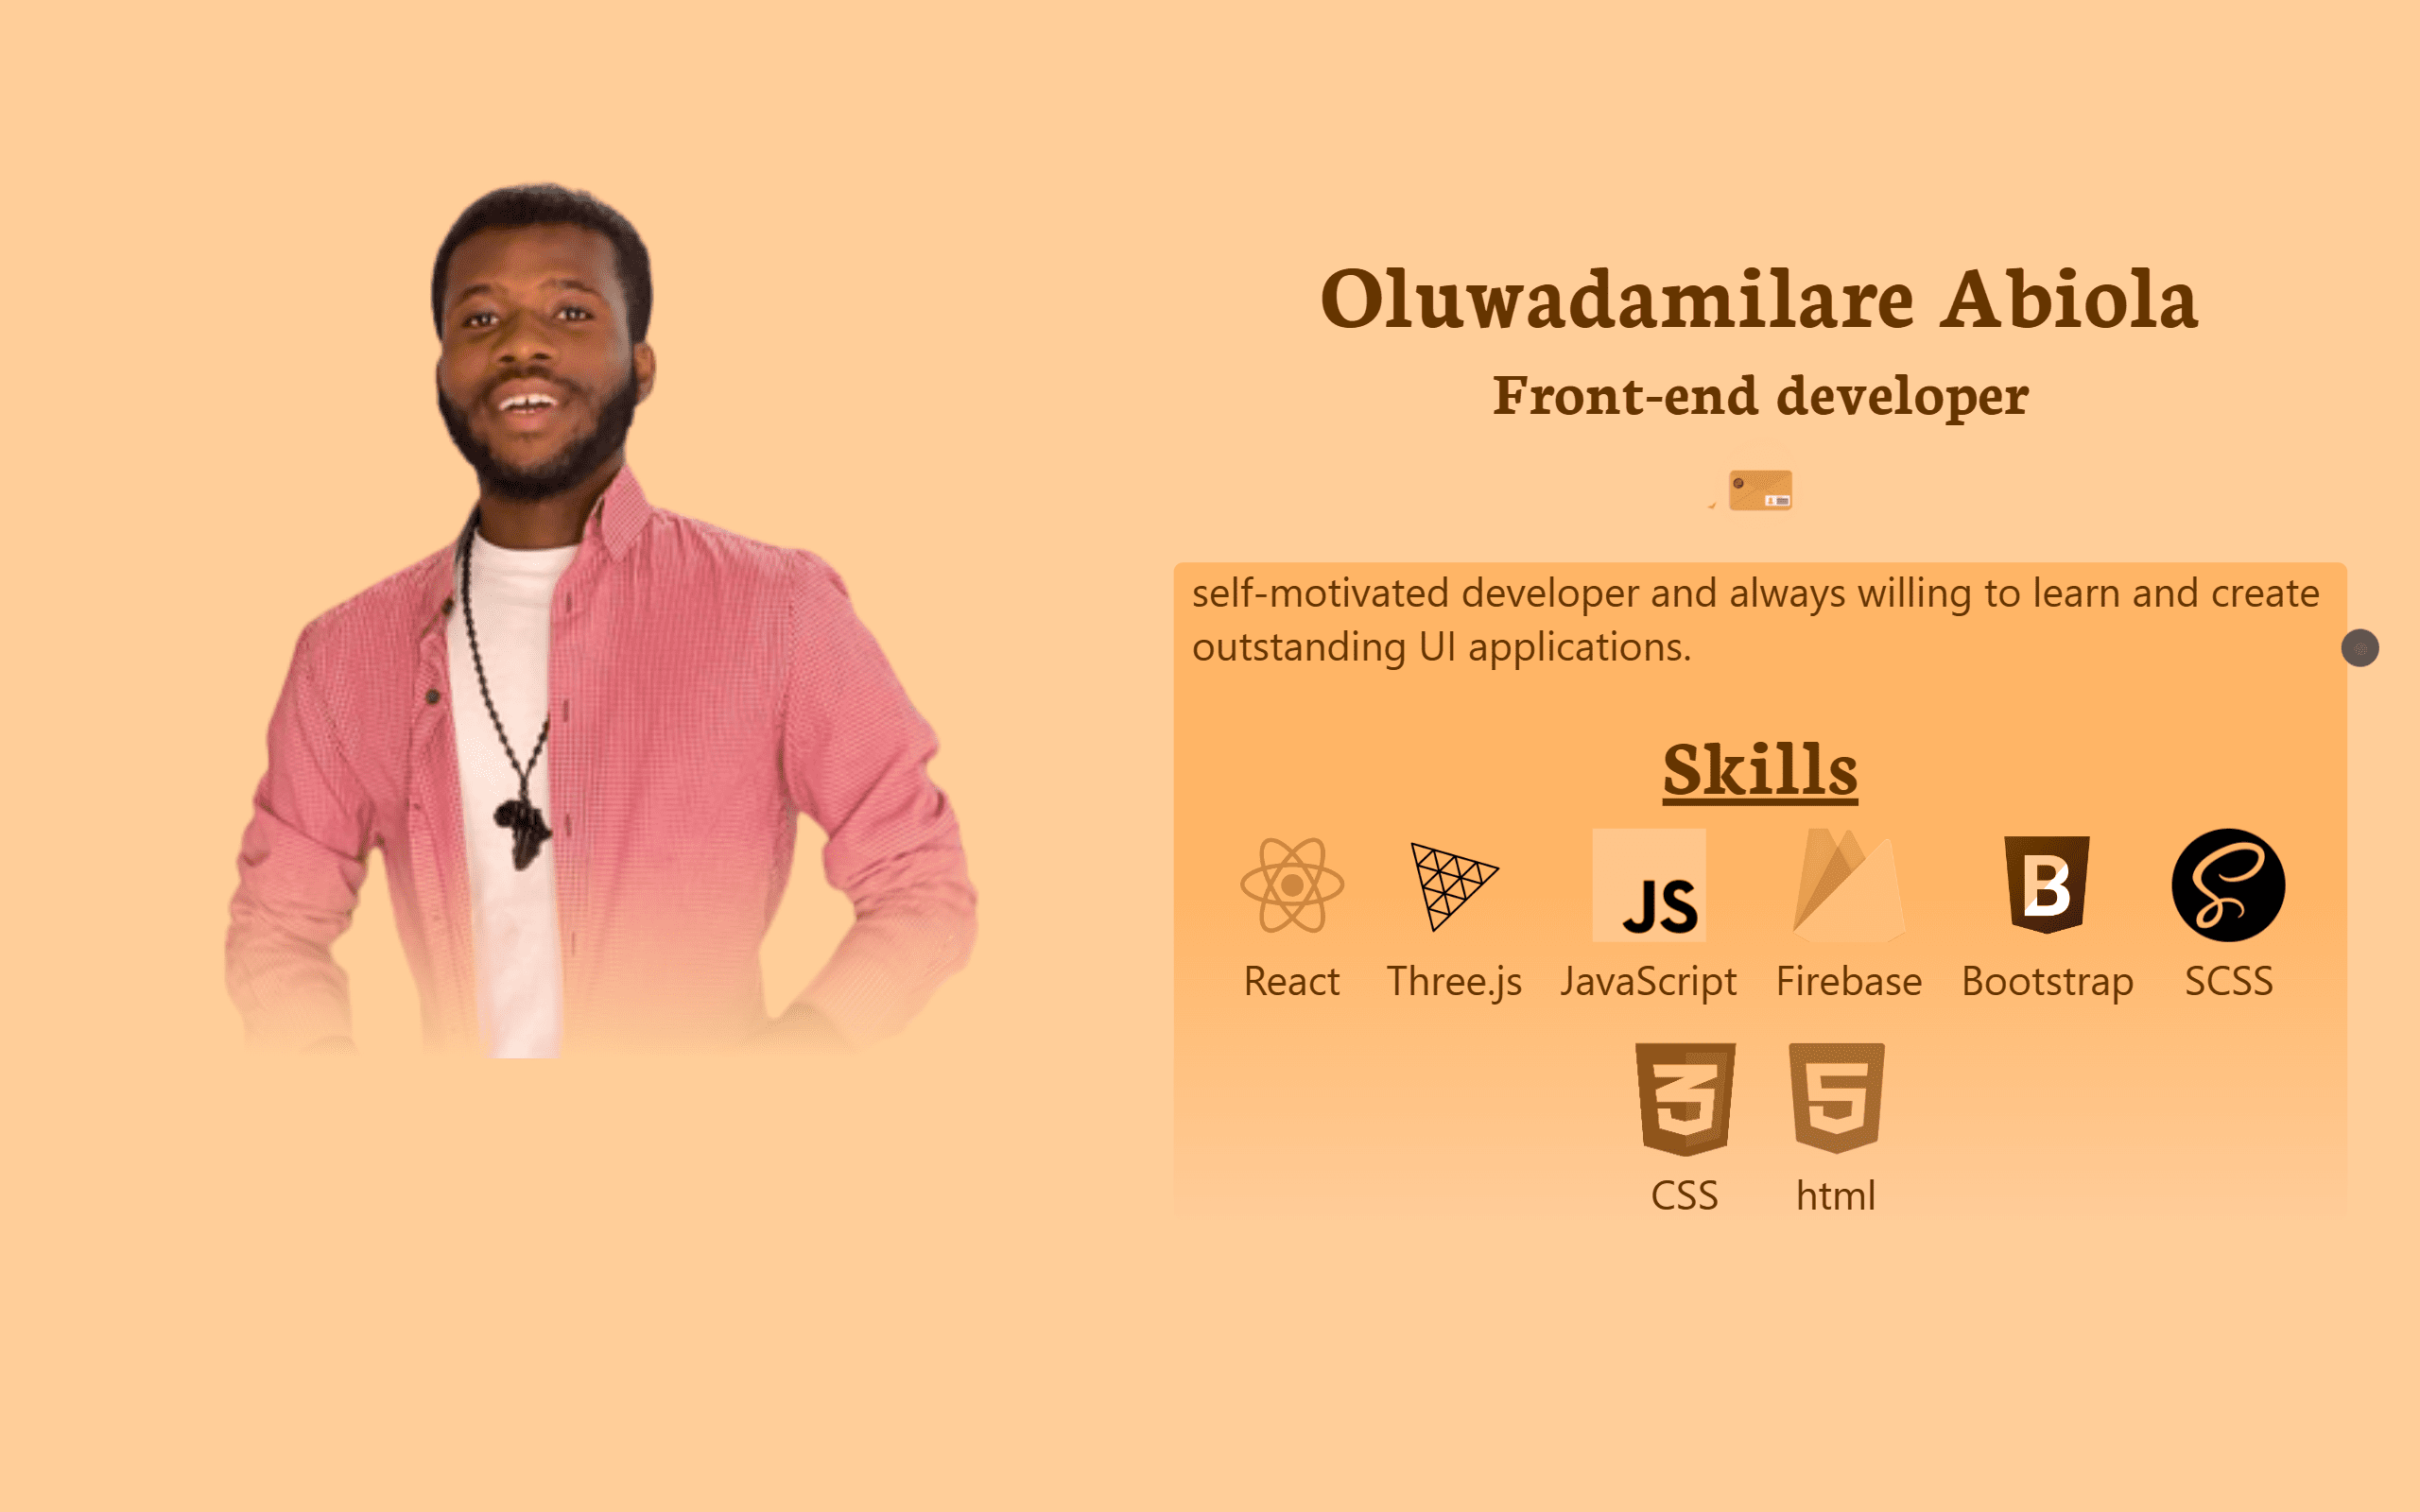 Oluwadamilare Abiola
Front-end developer
self-motivated developer and always willing to learn and create
outstanding UI applications.
Skills
JS
B
React Three.js JavaScript Firebase Bootstrap SCSS
3 5
CSS html